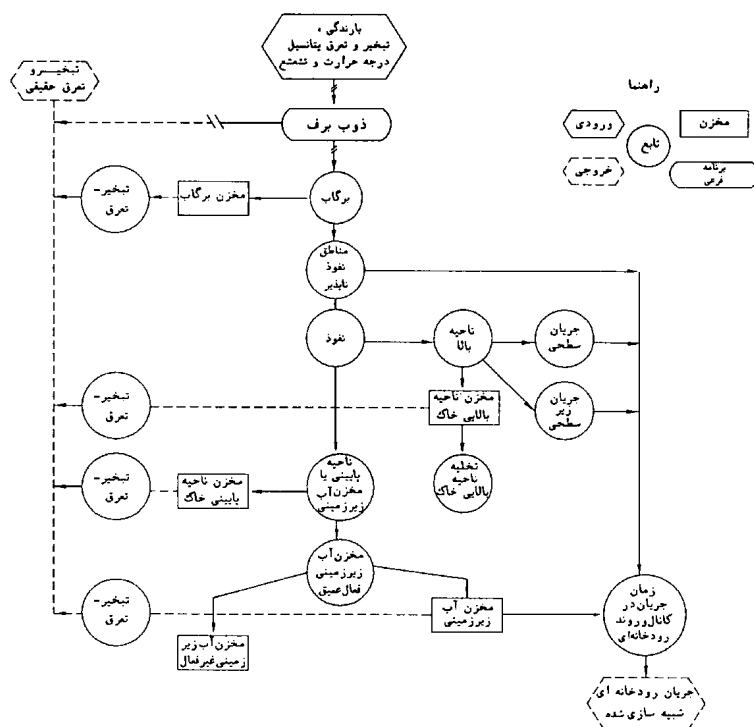 بارندگی ،
تبخیر و تعرق پتانسیل
درجه حرارت و تشعشع
تبخیــرو
تعرق حقیقی
راهنما
ورودی
مخزن
تابع
خروجی
برنامه
فرعی
ذوب برف
برگاب
مخزن برگاب
تبخیر-
تعرق
مناطق
نفوذ
ناپذیر
نفوذ
ناحیه
بالا
جریان
سطحی
جریان
زیر
سطحی
مخزن ناحیه
بالایی خاک
تبخیر-
تعرق
تخلیه
ناحیه
بالایی خاک
ناحیه
پایینی یا
مخزن آب
زیرزمینی
مخزن ناحیه
پایینی خاک
تبخیر-
تعرق
مخزن آب
زیرزمینی
فعال عمیق
مخزن آب
زیرزمینی
تبخیر-
تعرق
مخزن آب زیر
زمینی غیرفعال
زمان
جریان در
کانال و روند
رودخانه‌ای
جریان رودخانه ای
شبیه سازی شده